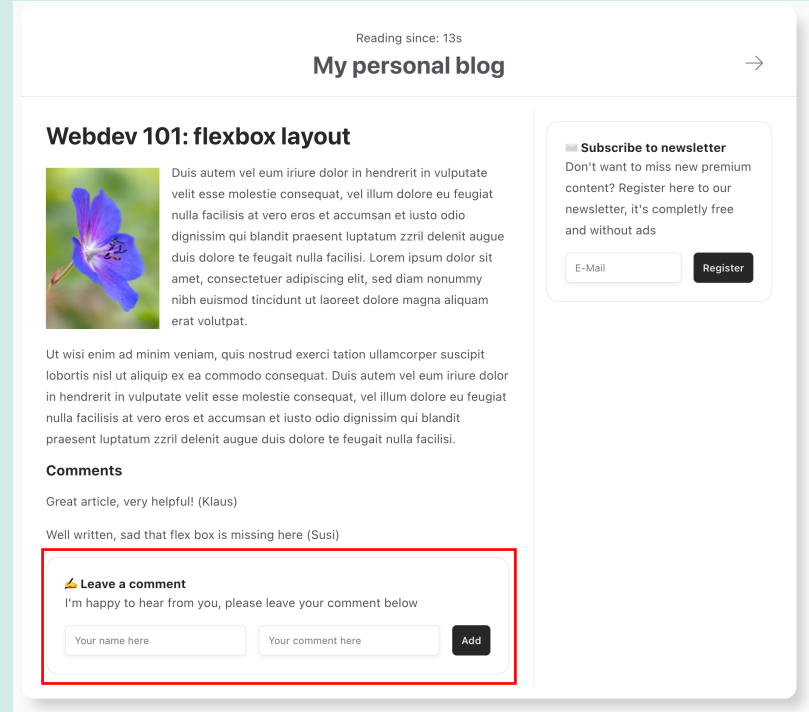 Reading since: 13s
My personal blog
Webdev 101: flexbox layout
Duis autem vel eum iriure dolor in hendrerit in vulputate
velit esse molestie consequat, vel illum dolore eu feugiat
nulla facilisis at vero eros et accumsan et iusto odio
dignissim qui blandit praesent luptatum zzril delenit augue
duis dolore te feugait nulla facilisi. Lorem ipsum dolor sit
amet, consectetuer adipiscing elit, sed diam nonummy
nibh euismod tincidunt ut laoreet dolore magna aliquam
erat volutpat.
Ut wisi enim ad minim veniam, quis nostrud exerci tation ullamcorper suscipit
lobortis nisl ut aliquip ex ea commodo consequat. Duis autem vel eum iriure dolor
in hendrerit in vulputate velit esse molestie consequat, vel illum dolore eu feugiat
nulla facilisis at vero eros et accumsan et iusto odio dignissim qui blandit
praesent luptatum zzril delenit augue duis dolore te feugait nulla facilisi.
Comments
Great article, very helpful! (Klaus)
Well written, sad that flex box is missing here (Susi)
✍️ Leave a comment
I'm happy to hear from you, please leave your comment below
Your name here
Your comment here
Add
Subscribe to newsletter
Don't want to miss new premium
content? Register here to our
newsletter, it's completly free
and without ads
E-Mail
Register